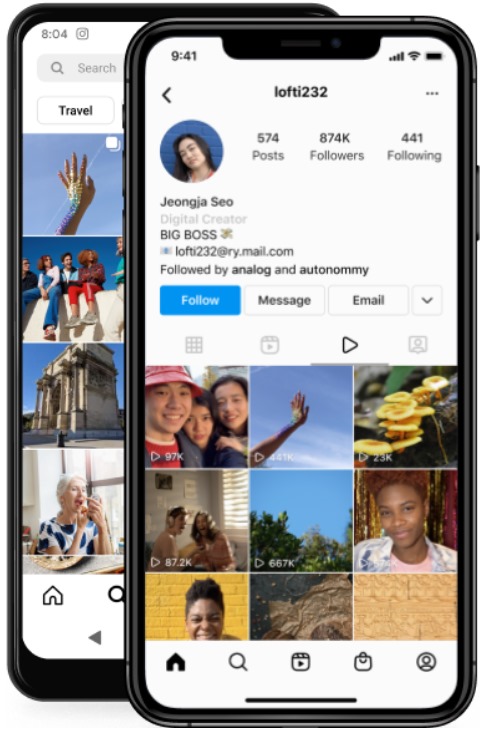 8:04
Search
Travel
9:41
lofti232
574 874K 441
Posts Followers Following
Jeongja Seo
Digital Creator
BIG BOSS
lofti232@ry.mail.com
Followed by analog and autonommy
Follow Message Email
97K 441K 23K
87.2K 667K